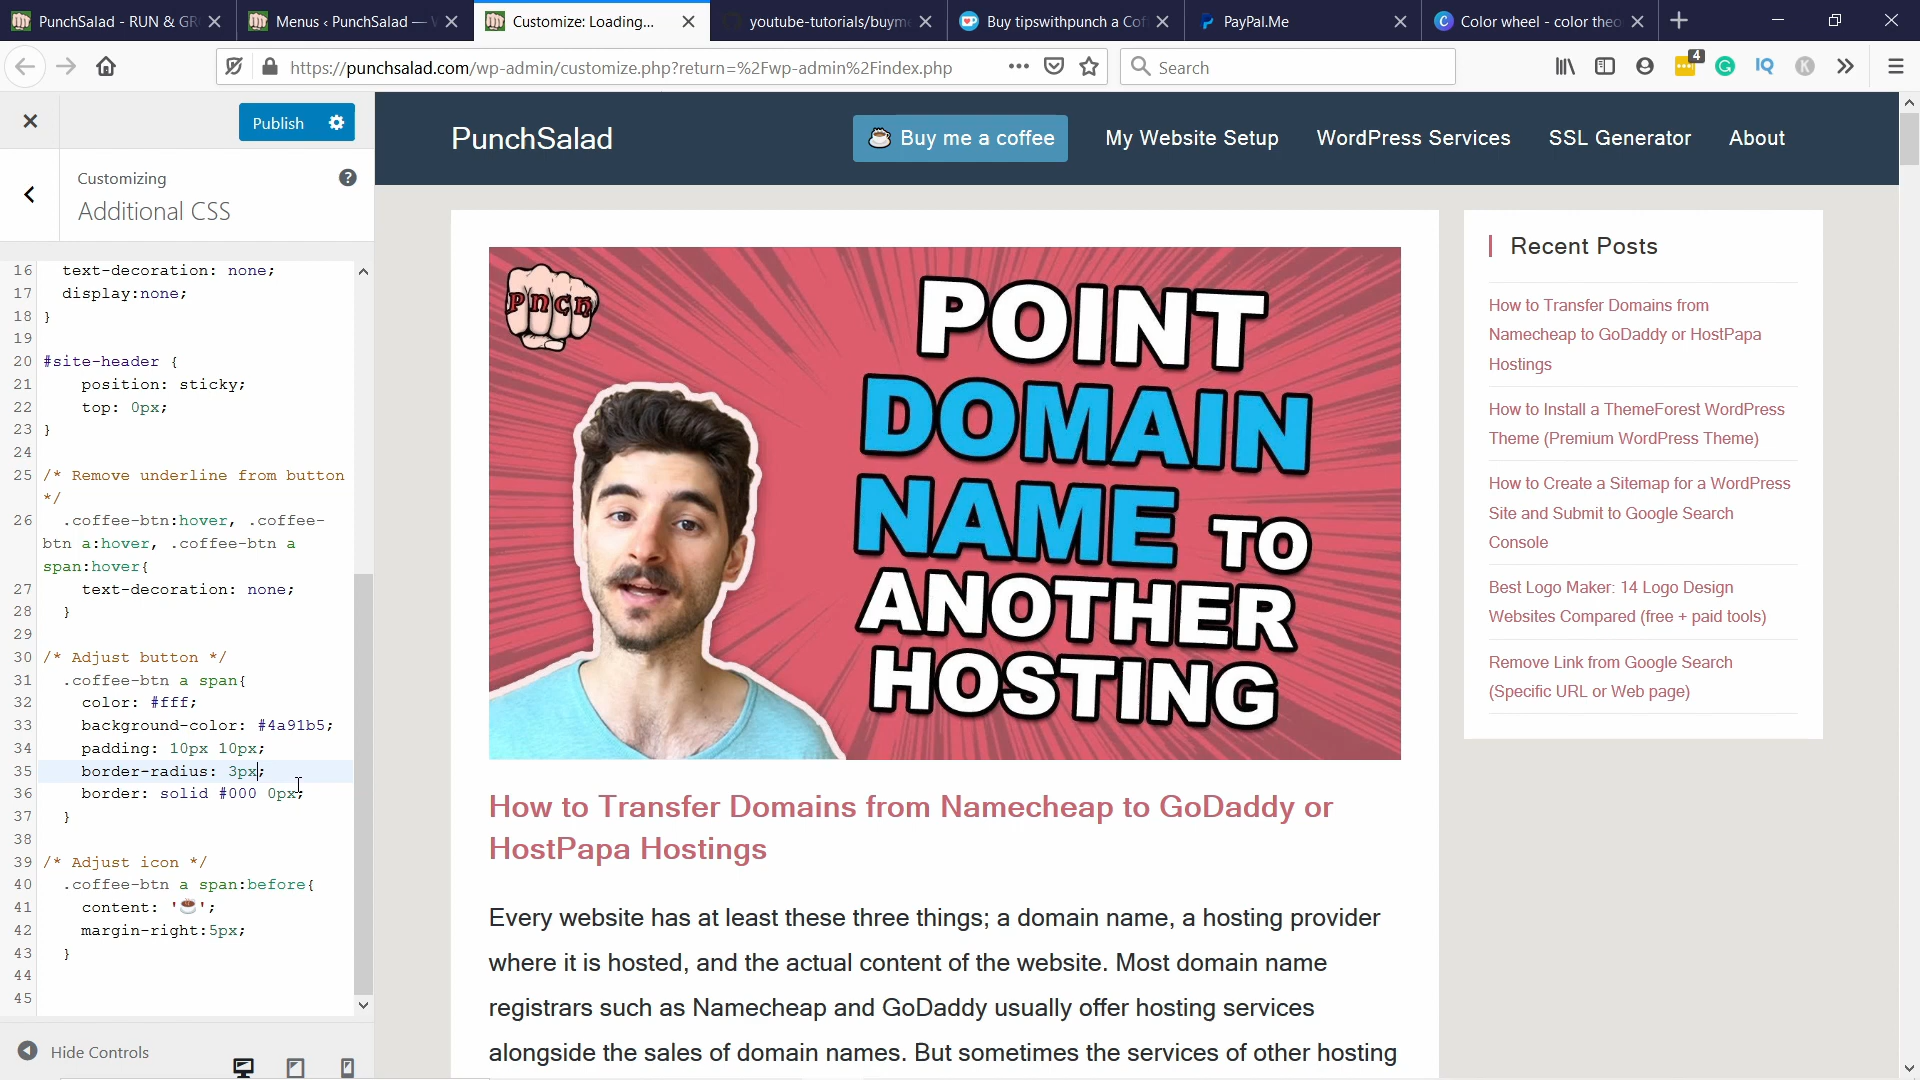 PunchSalad - RUN & GR
Menus ‹ PunchSalad — W
Customize: Loading...
youtube-tutorials/buyme
Buy tipswithpunch a Cof
PayPal.Me
Color wheel - color theo
https://punchsalad.com/wp-admin/customize.php?return=%2Fwp-admin%2Findex.php
Search
4
IQ
K
Publish
Customizing
Additional CSS
16 text-decoration: none;
17 display:none;
18 }
19
20 #site-header {
21 position: sticky;
22 top: 0px;
23 }
24
25 /* Remove underline from button
*/
26 .coffee-btn:hover, .coffee-
btn a:hover, .coffee-btn a
span:hover{
27 text-decoration: none;
28 }
29
30 /* Adjust button */
31 .coffee-btn a span{
32 color: #fff;
33 background-color: #4a91b5;
34 padding: 10px 10px;
35 border-radius: 3px;
36 border: solid #000 0px;
37 }
38
39 /* Adjust icon */
40 .coffee-btn a span:before{
41 content: '☕';
42 margin-right:5px;
43 }
44
45
Hide Controls
PunchSalad
☕ Buy me a coffee
My Website Setup
WordPress Services
SSL Generator
About
PnCH
POINT
DOMAIN
NAME TO
ANOTHER
HOSTING
How to Transfer Domains from Namecheap to GoDaddy or
HostPapa Hostings
Every website has at least these three things; a domain name, a hosting provider
where it is hosted, and the actual content of the website. Most domain name
registrars such as Namecheap and GoDaddy usually offer hosting services
alongside the sales of domain names. But sometimes the services of other hosting
Recent Posts
How to Transfer Domains from
Namecheap to GoDaddy or HostPapa
Hostings
How to Install a ThemeForest WordPress
Theme (Premium WordPress Theme)
How to Create a Sitemap for a WordPress
Site and Submit to Google Search
Console
Best Logo Maker: 14 Logo Design
Websites Compared (free + paid tools)
Remove Link from Google Search
(Specific URL or Web page)